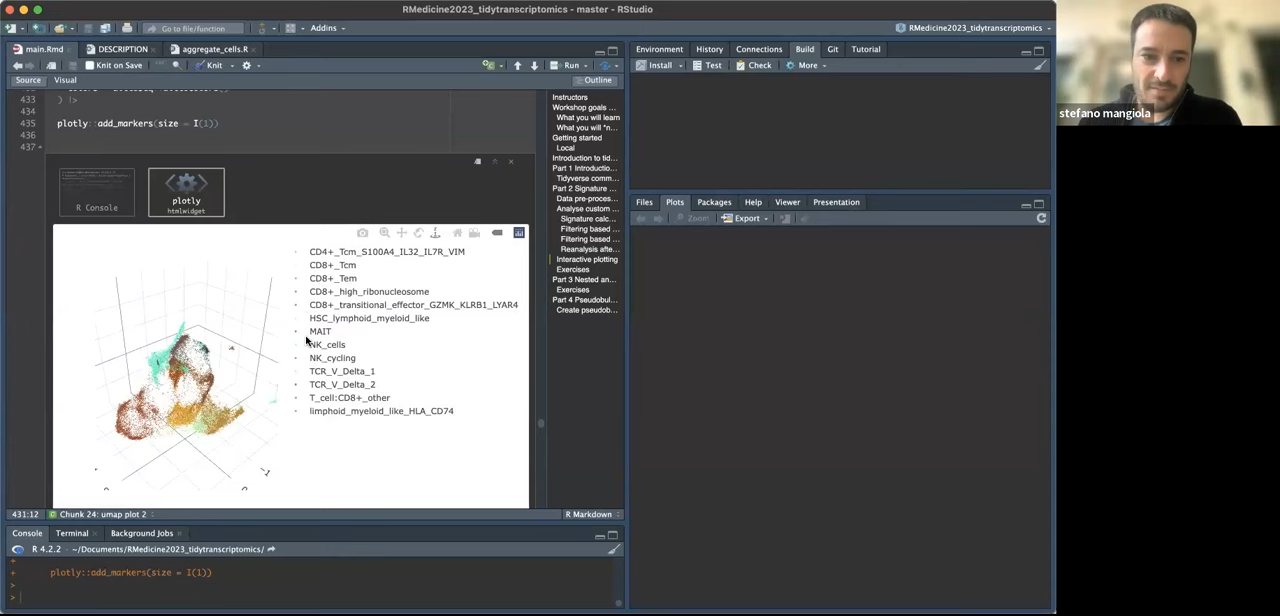 RMedicine2023_tidytranscriptomics - master - RStudio
Go to file/function
Addins
RMedicine2023_tidytranscriptomics
main.Rmd
DESCRIPTION
aggregate_cells.R
Knit on Save
Knit
Run
Source
Visual
Outline
433
) |>
434
435
plotly::add_markers(size = I(1))
436
437
R Console
plotly
htmlwidget
CD4+_Tcm_S100A4_IL32_IL7R_VIM
CD8+_Tcm
CD8+_Tem
CD8+_high_ribonucleosome
CD8+_transitional_effector_GZMK_KLRB1_LYAR4
HSC_lymphoid_myeloid_like
MAIT
NK_cells
NK_cycling
TCR_V_Delta_1
TCR_V_Delta_2
T_cell:CD8+_other
limphoid_myeloid_like_HLA_CD74
Instructors
Workshop goals ...
What you will learn
What you will *n...
Getting started
Local
Introduction to tid...
Part 1 Introductio...
Tidyverse comm...
Part 2 Signature ...
Data pre-proces...
Analyse custom ...
Signature calc...
Filtering based ...
Filtering based ...
Reanalysis afte...
Interactive plotting
Exercises
Part 3 Nested an...
Exercises
Part 4 Pseudobul...
Create pseudob...
431:12
Chunk 24: umap plot 2
R Markdown
Console
Terminal
Background Jobs
R 4.2.2 · ~/Documents/RMedicine2023_tidytranscriptomics/
+
+ plotly::add_markers(size = I(1))
>
>
Environment
History
Connections
Build
Git
Tutorial
Install
Test
Check
More
Files
Plots
Packages
Help
Viewer
Presentation
Zoom
Export
stefano mangiola